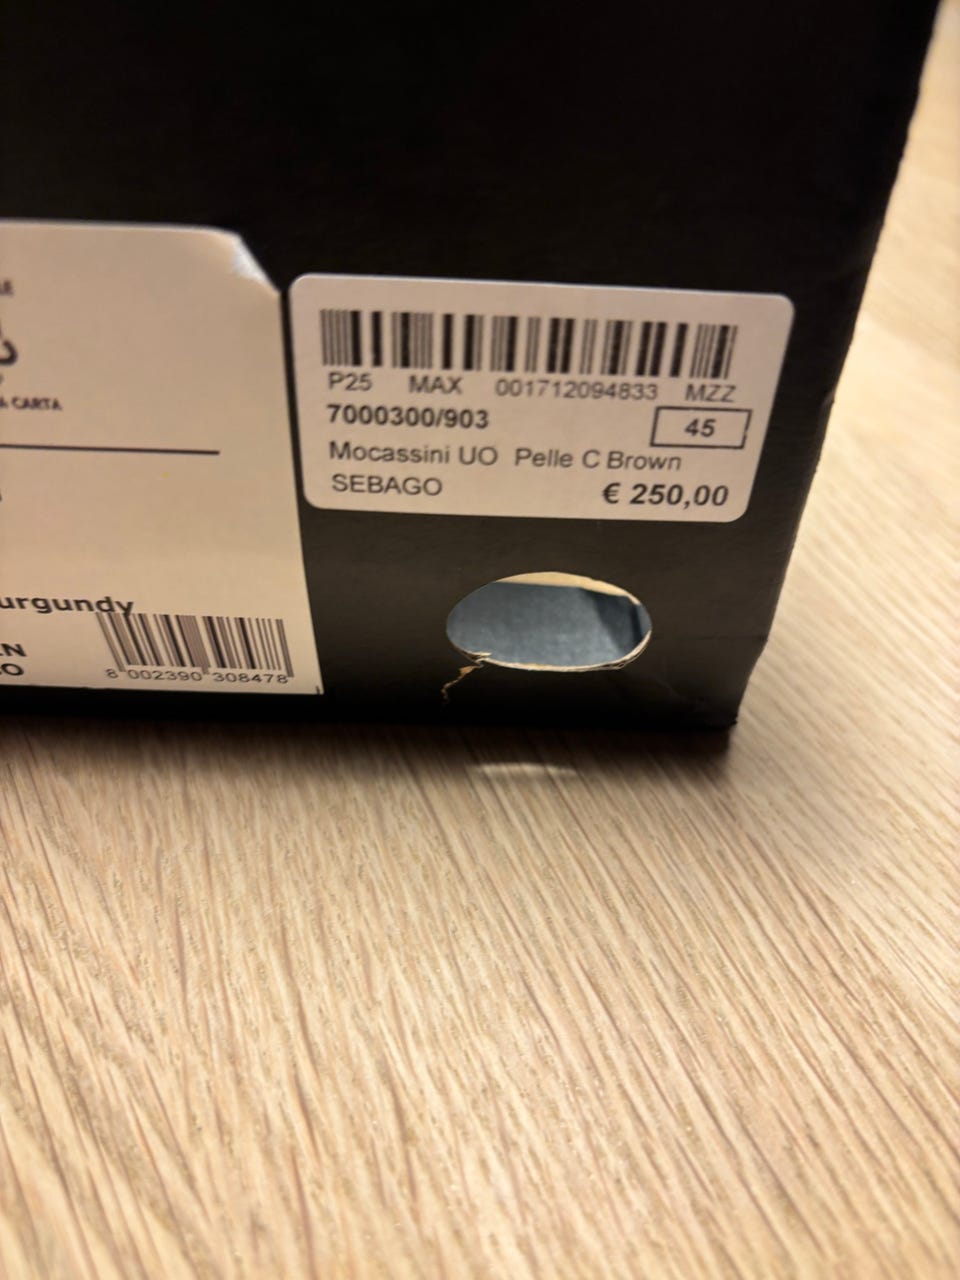 A CARTA
urgundy
EN
8 002390 308478
P25 MAX 001712094833 MZZ
7000300/903 45
Mocassini UO Pelle C Brown
SEBAGO € 250,00